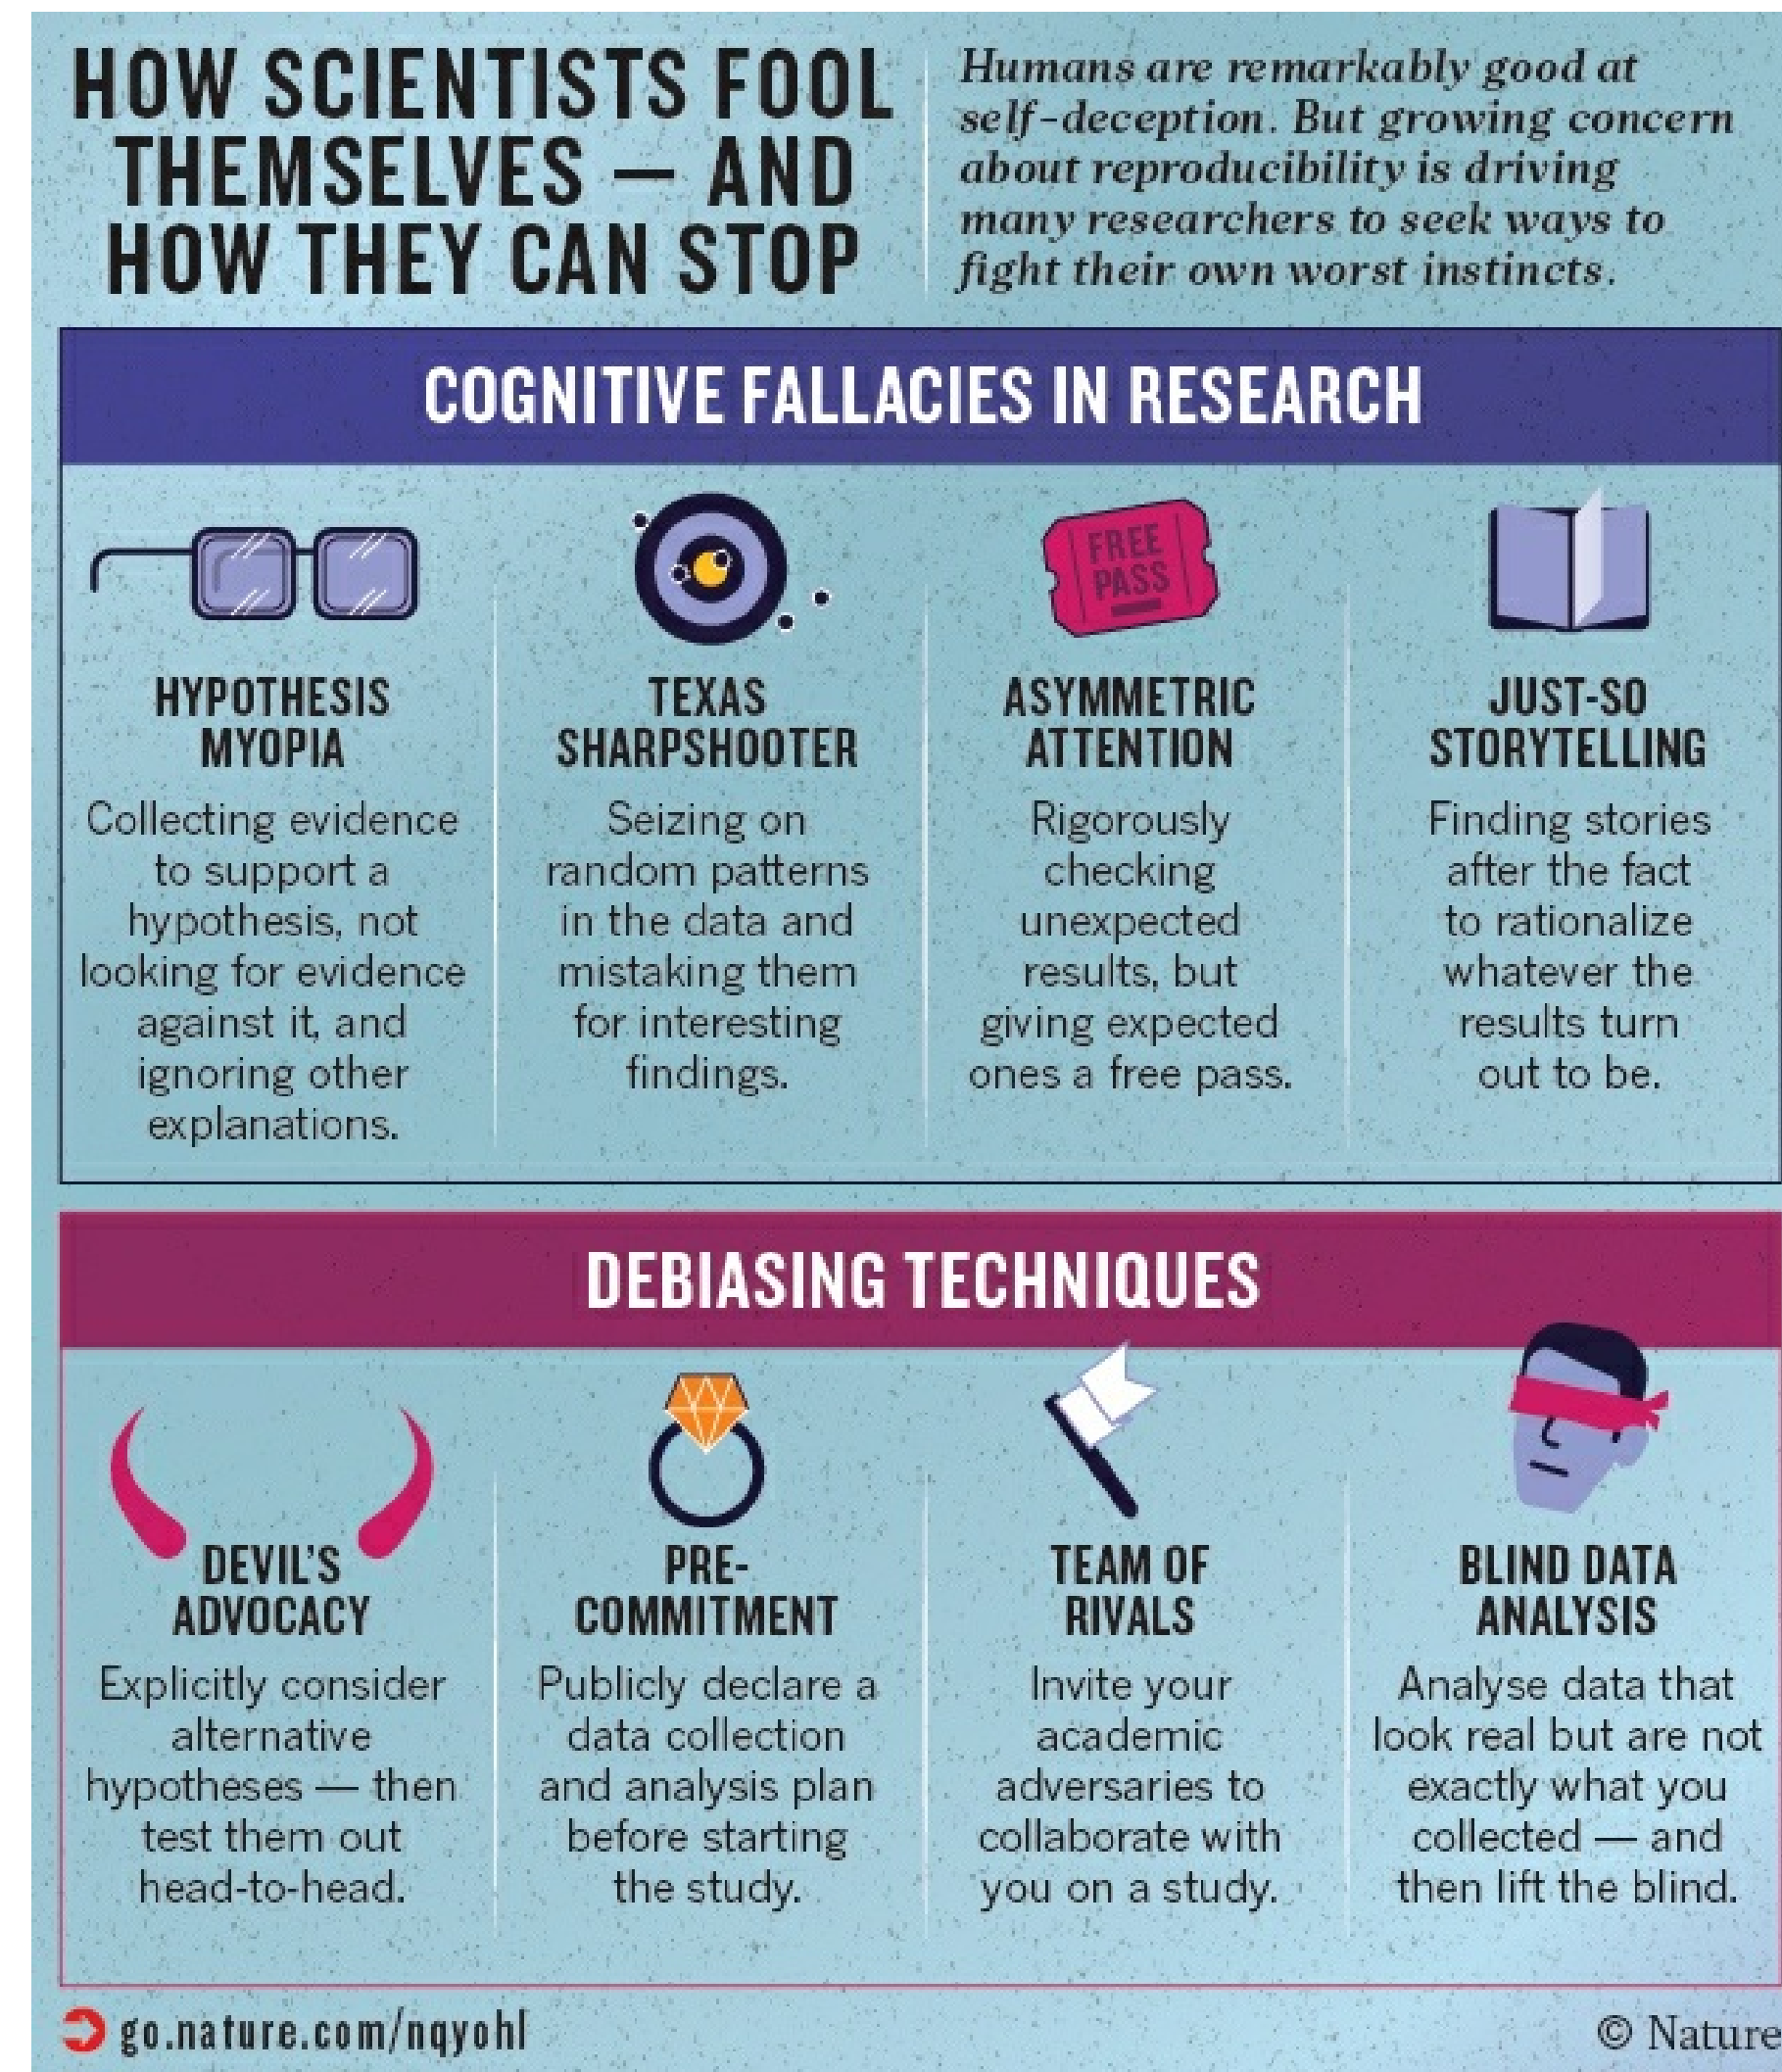 HOW SCIENTISTS FOOL
THEMSELVES — AND
HOW THEY CAN STOP
Humans are remarkably good at
self-deception. But growing concern
about reproducibility is driving
many researchers to seek ways to
fight their own worst instincts.
COGNITIVE FALLACIES IN RESEARCH
FREE
PASS
HYPOTHESIS
MYOPIA
Collecting evidence
to support a
hypothesis, not
looking for evidence
against it, and
ignoring other
explanations.
TEXAS
SHARPSHOOTER
Seizing on
random patterns
in the data and
mistaking them
for interesting
findings.
ASYMMETRIC
ATTENTION
Rigorously
checking
unexpected
results, but
giving expected
ones a free pass.
JUST-SO
STORYTELLING
Finding stories
after the fact
to rationalize
whatever the
results turn
out to be.
DEBIASING TECHNIQUES
DEVIL'S
ADVOCACY
Explicitly consider
alternative
hypotheses — then
test them out
head-to-head.
PRE-
COMMITMENT
Publicly declare a
data collection
and analysis plan
before starting
the study.
TEAM OF
RIVALS
Invite your
academic
adversaries to
collaborate with
you on a study.
BLIND DATA
ANALYSIS
Analyse data that
look real but are not
exactly what you
collected — and
then lift the blind.
go.nature.com/nqyohl
© Nature